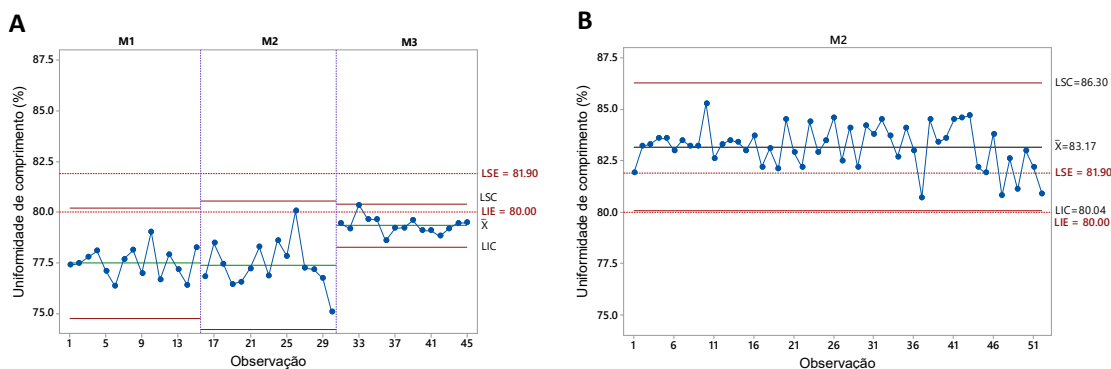 A
M1 M2 M3
Uniformidade de comprimento (%)
87.5
85.0
82.5
80.0
77.5
75.0
LSE = 81.90
LSC
LIE = 80.00
X̄
LIC
1 5 9 13 17 21 25 29 33 37 41 45
Observação
B
M2
Uniformidade de comprimento (%)
87.5
85.0
82.5
80.0
77.5
75.0
LSC=86.30
X̄=83.17
LSE = 81.90
LIC=80.04
LIE = 80.00
1 6 11 16 21 26 31 36 41 46 51
Observação